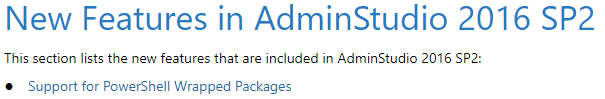 New Features in AdminStudio 2016 SP2
This section lists the new features that are included in AdminStudio 2016 SP2:
● Support for PowerShell Wrapped Packages